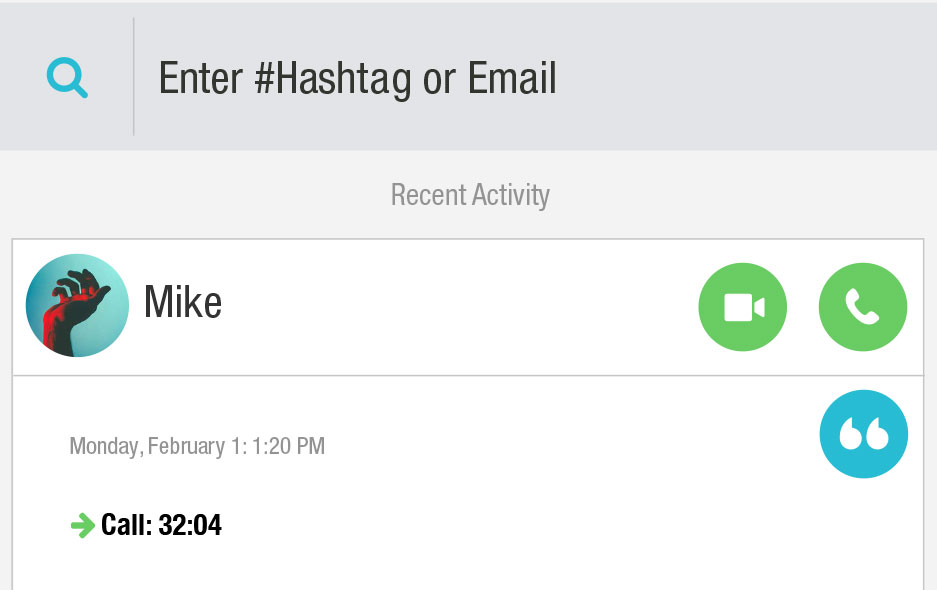 Enter #Hashtag or Email
Recent Activity
Mike
Monday, February 1: 1:20 PM
Call: 32:04